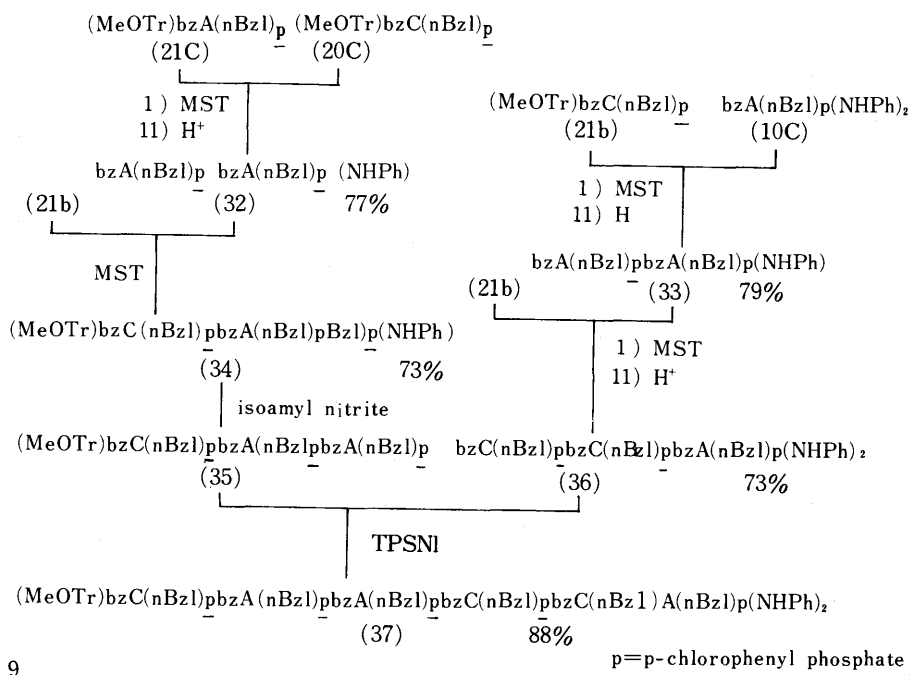 (MeOTr)bzA(nBzl)p (MeOTr)bzC(nBzl)p
(21C) (20C)
1) MST
11) H⁺
bzA(nBzl)p bzA(nBzl)p (NHPh)
(21b) (32) 77%
MST
(MeOTr)bzC(nBzl)pbzA(nBzl)pBzl)p(NHPh)
(34) 73%
isoamyl nitrite
(MeOTr)bzC(nBzl)pbzA(nBzlpbzA(nBzl)p
(35)
(MeOTr)bzC(nBzl)p bzA(nBzl)p(NHPh)₂
(21b) (10C)
1) MST
11) H
bzA(nBzl)pbzA(nBzl)p(NHPh)
(21b) (33) 79%
1) MST
11) H⁺
bzC(nBzl)pbzC(nBzl)pbzA(nBzl)p(NHPh)₂
(36) 73%
TPSNl
(MeOTr)bzC(nBzl)pbzA(nBzl)pbzA(nBzl)pbzC(nBzl)pbzC(nBz1)A(nBzl)p(NHPh)₂
(37) 88%
p=p-chlorophenyl phosphate
9